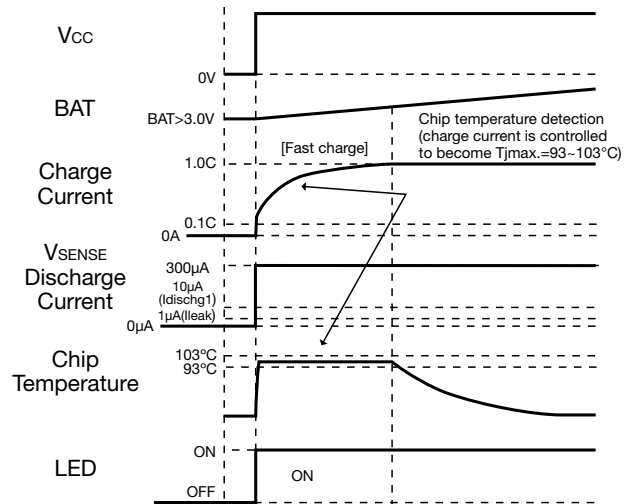 VCC
0V
BAT
BAT>3.0V
Chip temperature detection
(charge current is controlled
to become Tjmax.=93~103°C)
[Fast charge]
1.0C
Charge
Current
0.1C
0A
VSENSE
Discharge
Current
300µA
10µA
(Idischg1)
1µA(Ileak)
0µA
Chip
Temperature
103°C
93°C
LED
ON
ON
OFF